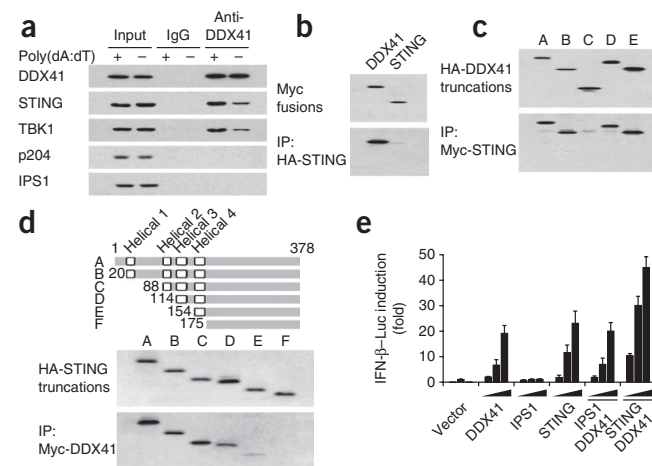 a
Input IgG Anti-DDX41
Poly(dA:dT) + − + − + −
DDX41
STING
TBK1
p204
IPS1
b
DDX41 STING
Myc fusions
IP: HA-STING
c
A B C D E
HA-DDX41 truncations
IP: Myc-STING
d
Helical 1 Helical 2 Helical 3 Helical 4
1 378
A
B 20
C 88
D 114
E 154
F 175
A B C D E F
HA-STING truncations
IP: Myc-DDX41
e
IFN-β–Luc induction (fold)
50
40
30
20
10
0
Vector DDX41 IPS1 STING IPS1 DDX41 STING DDX41